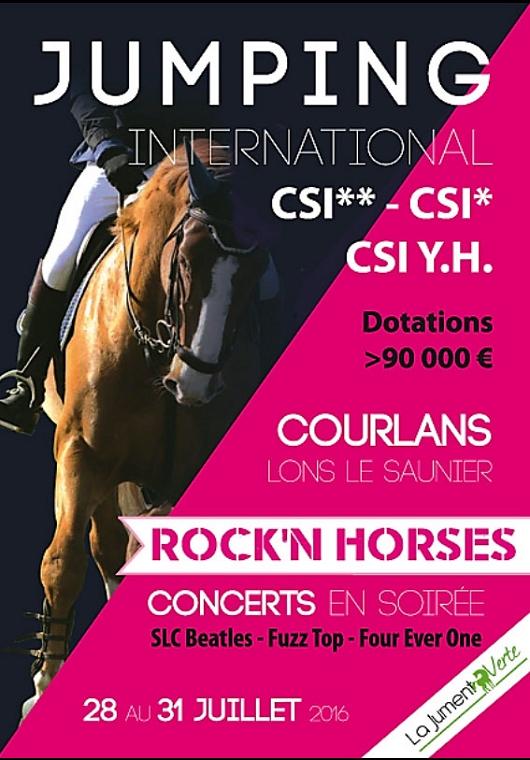 JUMPING
INTERNATIONAL
CSI** - CSI*
CSI Y.H.
Dotations
>90 000 €
COURLANS
LONS LE SAUNIER
ROCK'N HORSES
CONCERTS EN SOIRÉE
SLC Beatles - Fuzz Top - Four Ever One
La Jument Verte
28 AU 31 JUILLET 2016